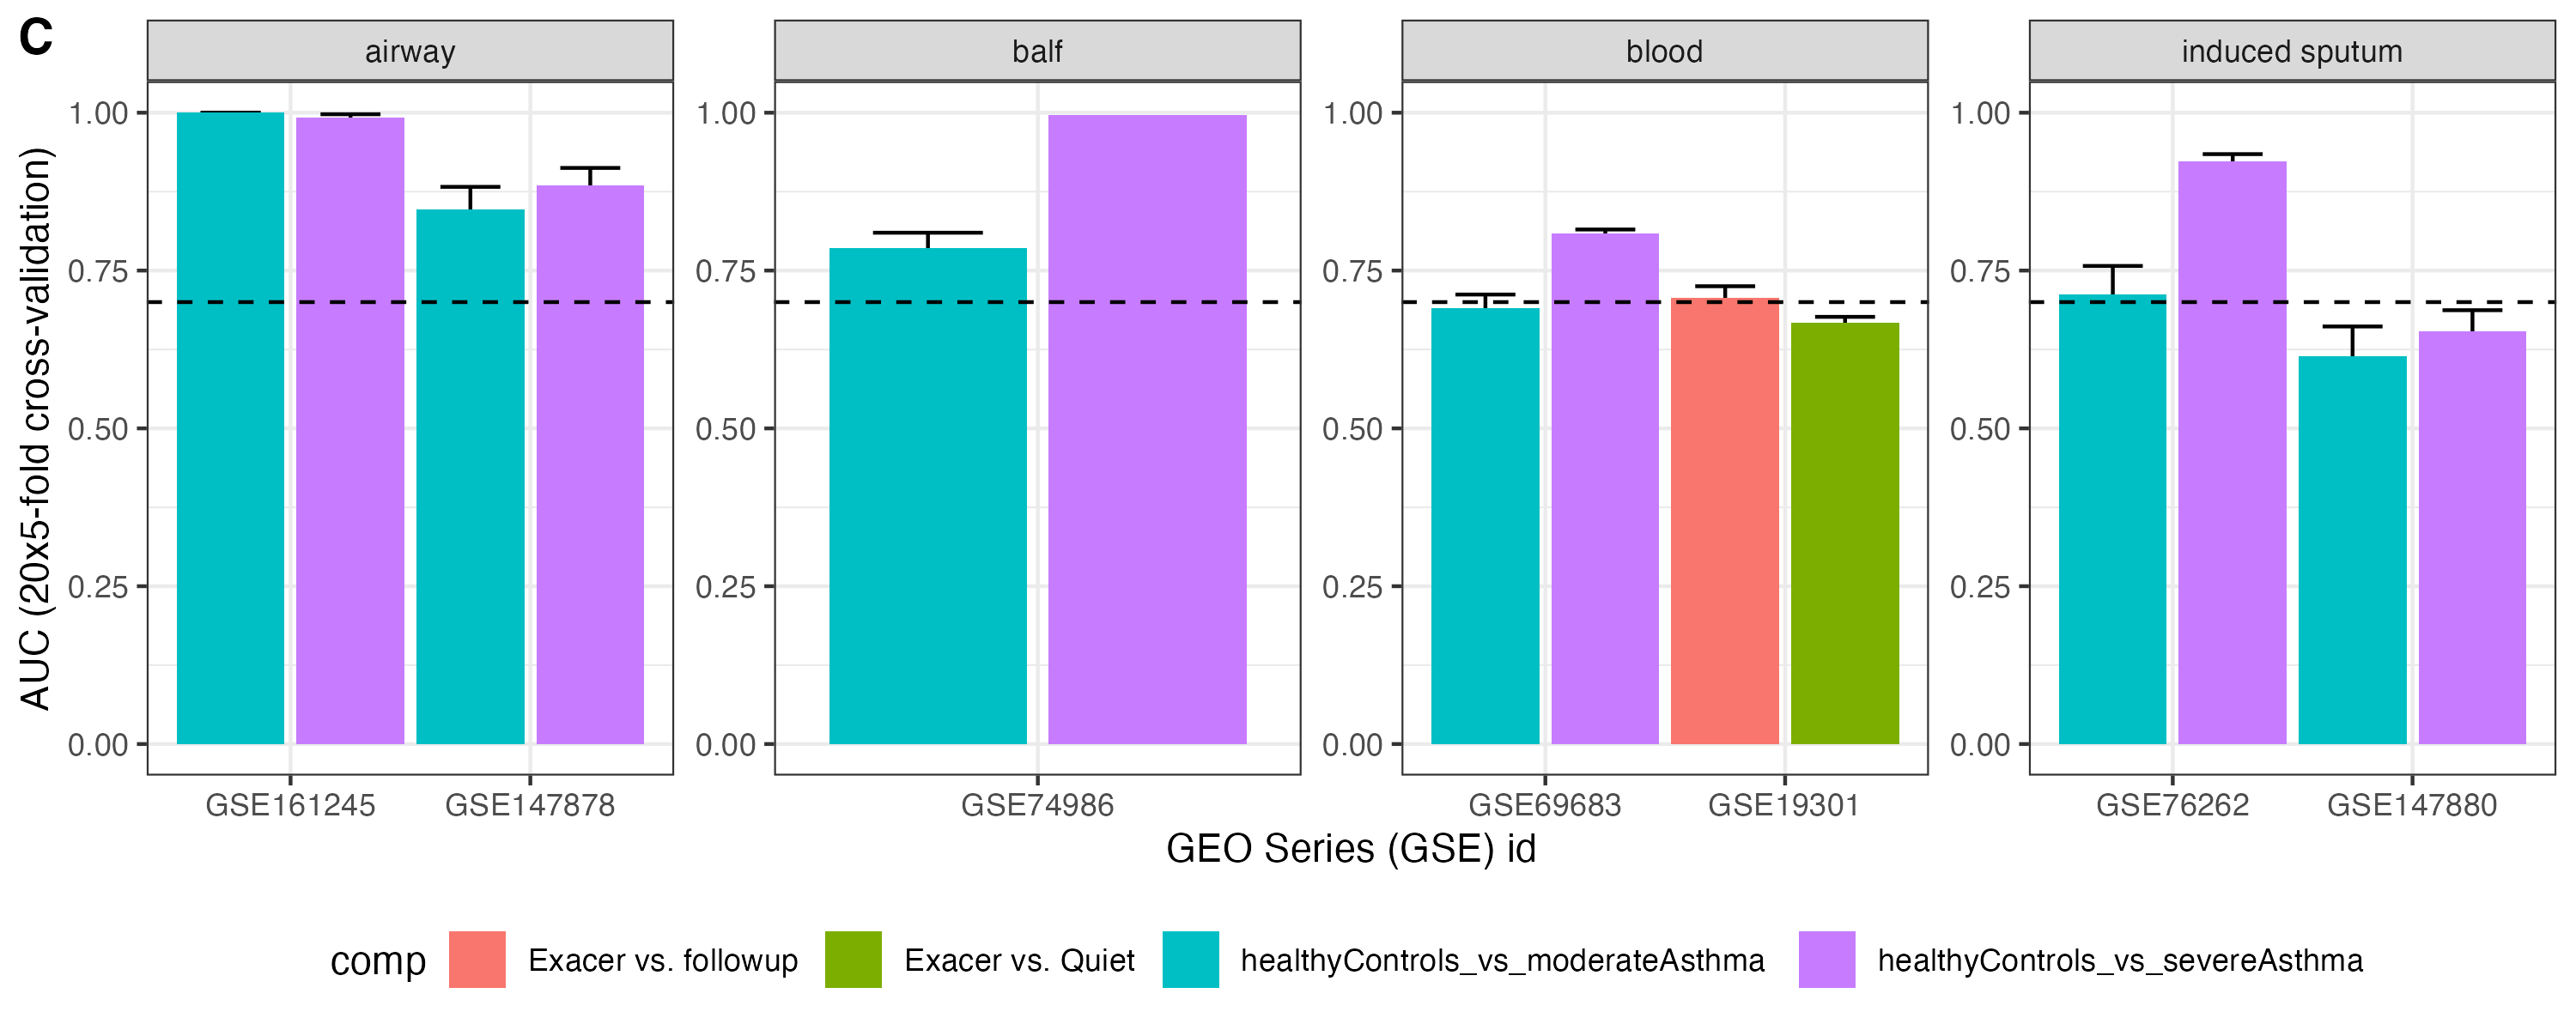 C
airway
balf
blood
induced sputum
AUC (20x5-fold cross-validation)
1.00
0.75
0.50
0.25
0.00
1.00
0.75
0.50
0.25
0.00
1.00
0.75
0.50
0.25
0.00
1.00
0.75
0.50
0.25
0.00
GSE161245 GSE147878
GSE74986
GSE69683 GSE19301
GSE76262 GSE147880
GEO Series (GSE) id
comp Exacer vs. followup Exacer vs. Quiet healthyControls_vs_moderateAsthma healthyControls_vs_severeAsthma